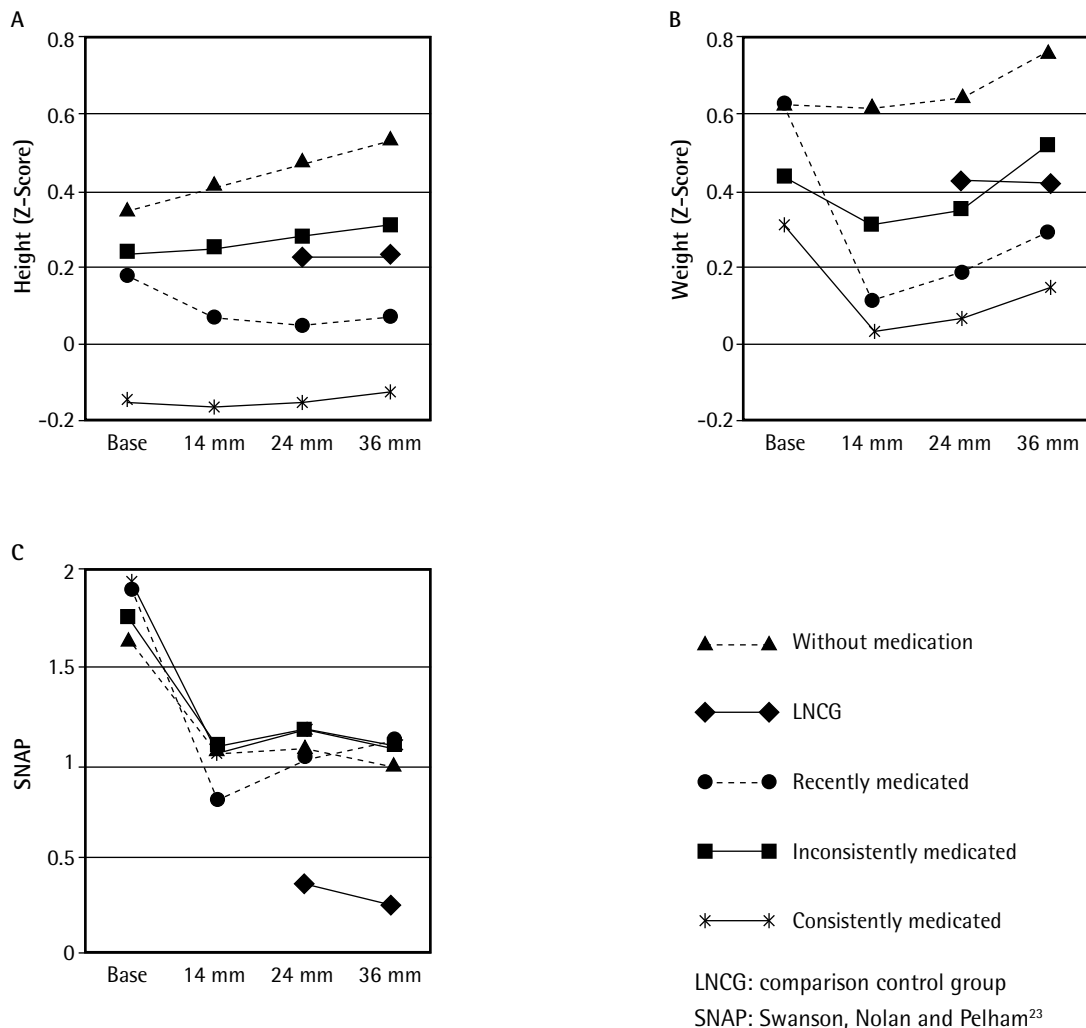 A
Height (Z-Score)
0.8
0.6
0.4
0.2
0
-0.2
Base 14 mm 24 mm 36 mm
B
Weight (Z-Score)
0.8
0.6
0.4
0.2
0
-0.2
Base 14 mm 24 mm 36 mm
C
SNAP
2
1.5
1
0.5
0
Base 14 mm 24 mm 36 mm
Without medication
LNCG
Recently medicated
Inconsistently medicated
Consistently medicated
LNCG: comparison control group
SNAP: Swanson, Nolan and Pelham²³